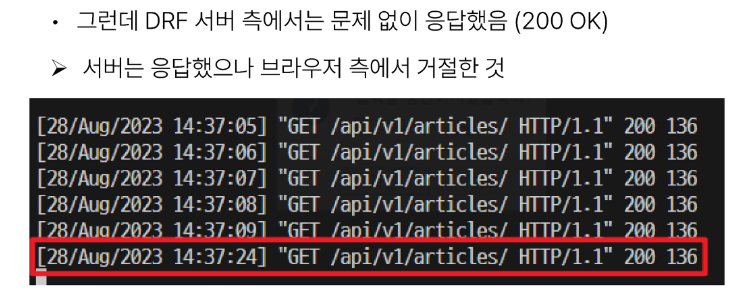 • 그런데 DRF 서버 측에서는 문제 없이 응답했음 (200 OK)
➢ 서버는 응답했으나 브라우저 측에서 거절한 것
[28/Aug/2023 14:37:05] "GET /api/v1/articles/ HTTP/1.1" 200 136
[28/Aug/2023 14:37:06] "GET /api/v1/articles/ HTTP/1.1" 200 136
[28/Aug/2023 14:37:07] "GET /api/v1/articles/ HTTP/1.1" 200 136
[28/Aug/2023 14:37:08] "GET /api/v1/articles/ HTTP/1.1" 200 136
[28/Aug/2023 14:37:09] "GET /api/v1/articles/ HTTP/1.1" 200 136
[28/Aug/2023 14:37:24] "GET /api/v1/articles/ HTTP/1.1" 200 136